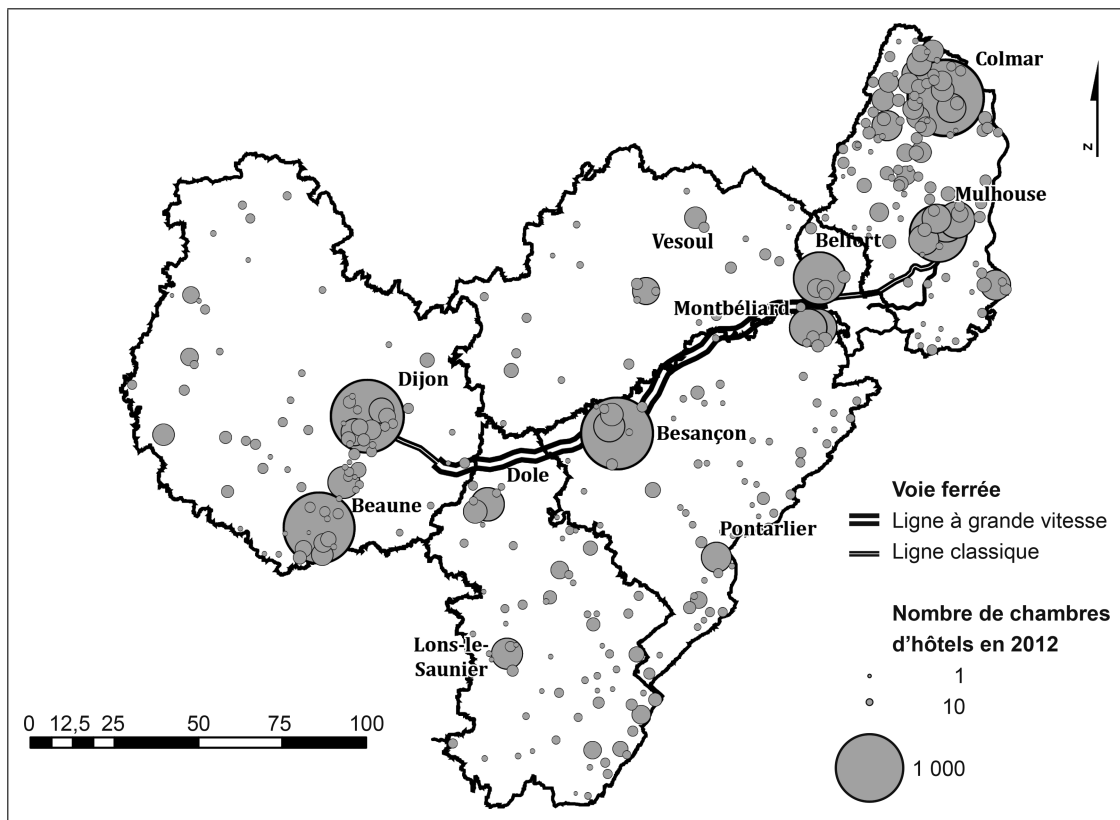 Colmar
Z
Mulhouse
Vesoul
Belfort
Montbéliard
Dijon
Besançon
Dole
Beaune
Pontarlier
Lons-le-
Saunier
Voie ferrée
Ligne à grande vitesse
Ligne classique
Nombre de chambres
d'hôtels en 2012
1
10
1 000
0 12,5 25 50 75 100